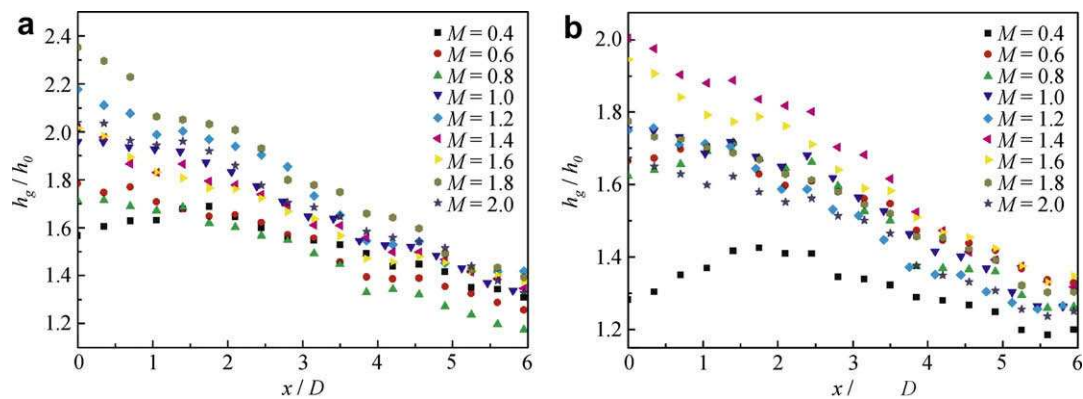 a
2.4
2.2
2.0
1.8
1.6
1.4
1.2
h_g / h_0
0 1 2 3 4 5 6
x / D
M = 0.4
M = 0.6
M = 0.8
M = 1.0
M = 1.2
M = 1.4
M = 1.6
M = 1.8
M = 2.0
b
2.0
1.8
1.6
1.4
1.2
h_g / h_0
0 1 2 3 4 5 6
x / D
M = 0.4
M = 0.6
M = 0.8
M = 1.0
M = 1.2
M = 1.4
M = 1.6
M = 1.8
M = 2.0